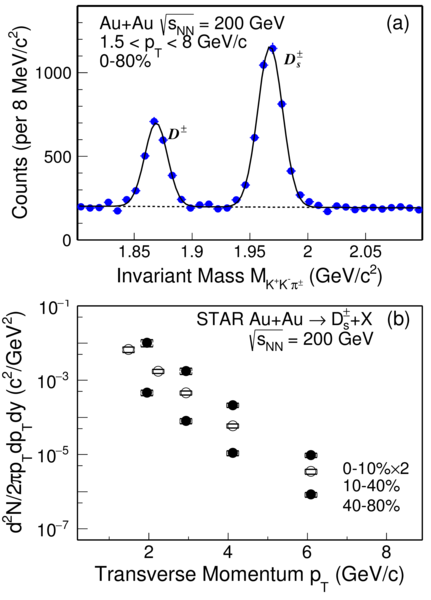 Au+Au √sNN = 200 GeV (a)
1.5 < pT < 8 GeV/c
0-80%
D±s
D±
1000
500
0
1.85 1.9 1.95 2 2.05
Counts (per 8 MeV/c²)
Invariant Mass MK⁺K⁻π± (GeV/c²)
STAR Au+Au → D±s+X (b)
√sNN = 200 GeV
10⁻¹
10⁻³
10⁻⁵
10⁻⁷
0-10%×2
10-40%
40-80%
2 4 6 8
d²N/2πpTdpTdy (c²/GeV²)
Transverse Momentum pT (GeV/c)